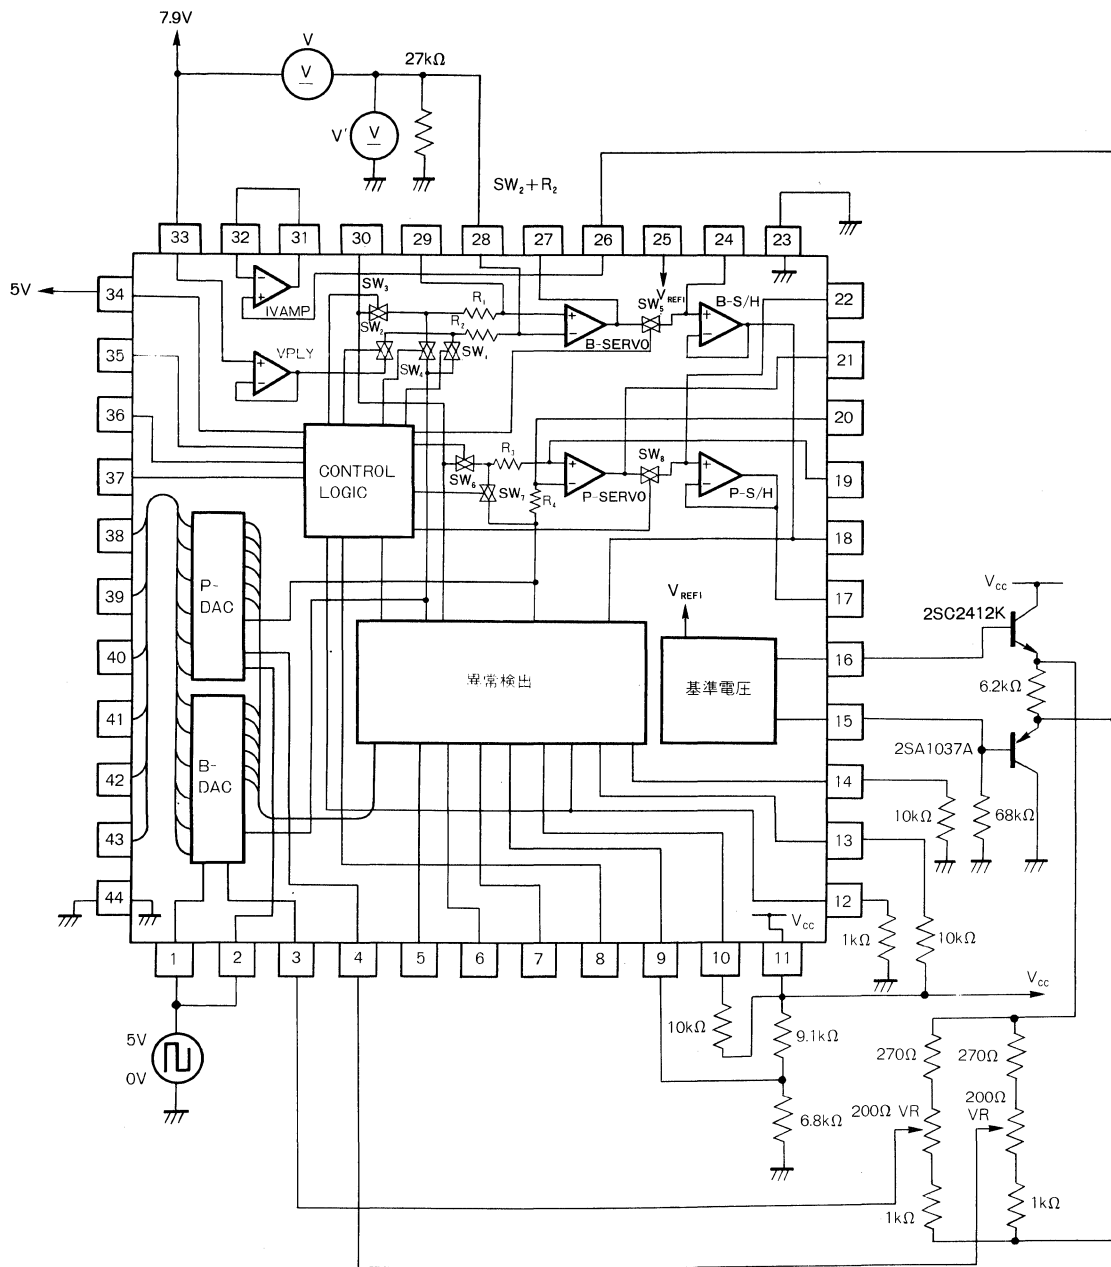 7.9V
V
V
27kΩ
V'
V
SW₂+R₂
33
32
31
30
29
28
27
26
25
24
23
5V
34
35
36
37
38
39
40
41
42
43
44
22
21
20
19
18
17
16
15
14
13
12
IVAMP
VPLY
SW₃
SW₂
SW₄
SW₁
R₁
R₂
B-SERVO
SW₅
V_REF1
B-S/H
CONTROL
LOGIC
SW₆
SW₇
R₃
R₄
P-SERVO
SW₈
P-S/H
P-
DAC
B-
DAC
異常検出
V_REF1
基準電圧
V_CC
2SC2412K
6.2kΩ
2SA1037A
10kΩ
68kΩ
1kΩ
10kΩ
V_CC
1
2
3
4
5
6
7
8
9
10
11
V_CC
5V
0V
10kΩ
9.1kΩ
6.8kΩ
270Ω
270Ω
200Ω VR
200Ω
VR
1kΩ
1kΩ